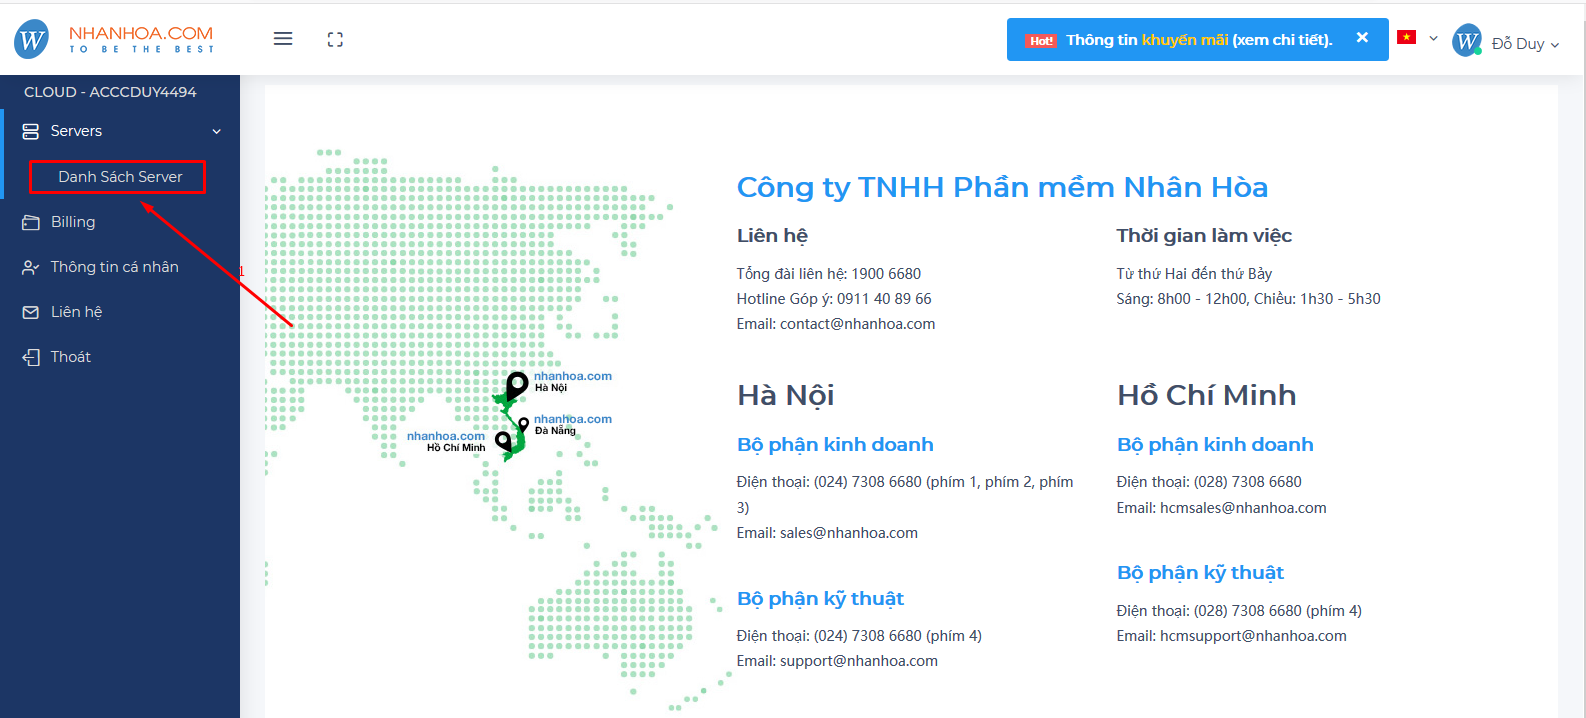 W NHANHOA.COM
TO BE THE BEST
Hot! Thông tin khuyến mãi (xem chi tiết). ×
W Đỗ Duy
CLOUD - ACCCDUY4494
Servers
Danh Sách Server
Billing
Thông tin cá nhân
Liên hệ
Thoát
1
nhanhoa.com
Hà Nội
nhanhoa.com
Đà Nẵng
nhanhoa.com
Hồ Chí Minh
Công ty TNHH Phần mềm Nhân Hòa
Liên hệ
Tổng đài liên hệ: 1900 6680
Hotline Góp ý: 0911 40 89 66
Email: contact@nhanhoa.com
Thời gian làm việc
Từ thứ Hai đến thứ Bảy
Sáng: 8h00 - 12h00, Chiều: 1h30 - 5h30
Hà Nội
Bộ phận kinh doanh
Điện thoại: (024) 7308 6680 (phím 1, phím 2, phím
3)
Email: sales@nhanhoa.com
Bộ phận kỹ thuật
Điện thoại: (024) 7308 6680 (phím 4)
Email: support@nhanhoa.com
Hồ Chí Minh
Bộ phận kinh doanh
Điện thoại: (028) 7308 6680
Email: hcmsales@nhanhoa.com
Bộ phận kỹ thuật
Điện thoại: (028) 7308 6680 (phím 4)
Email: hcmsupport@nhanhoa.com